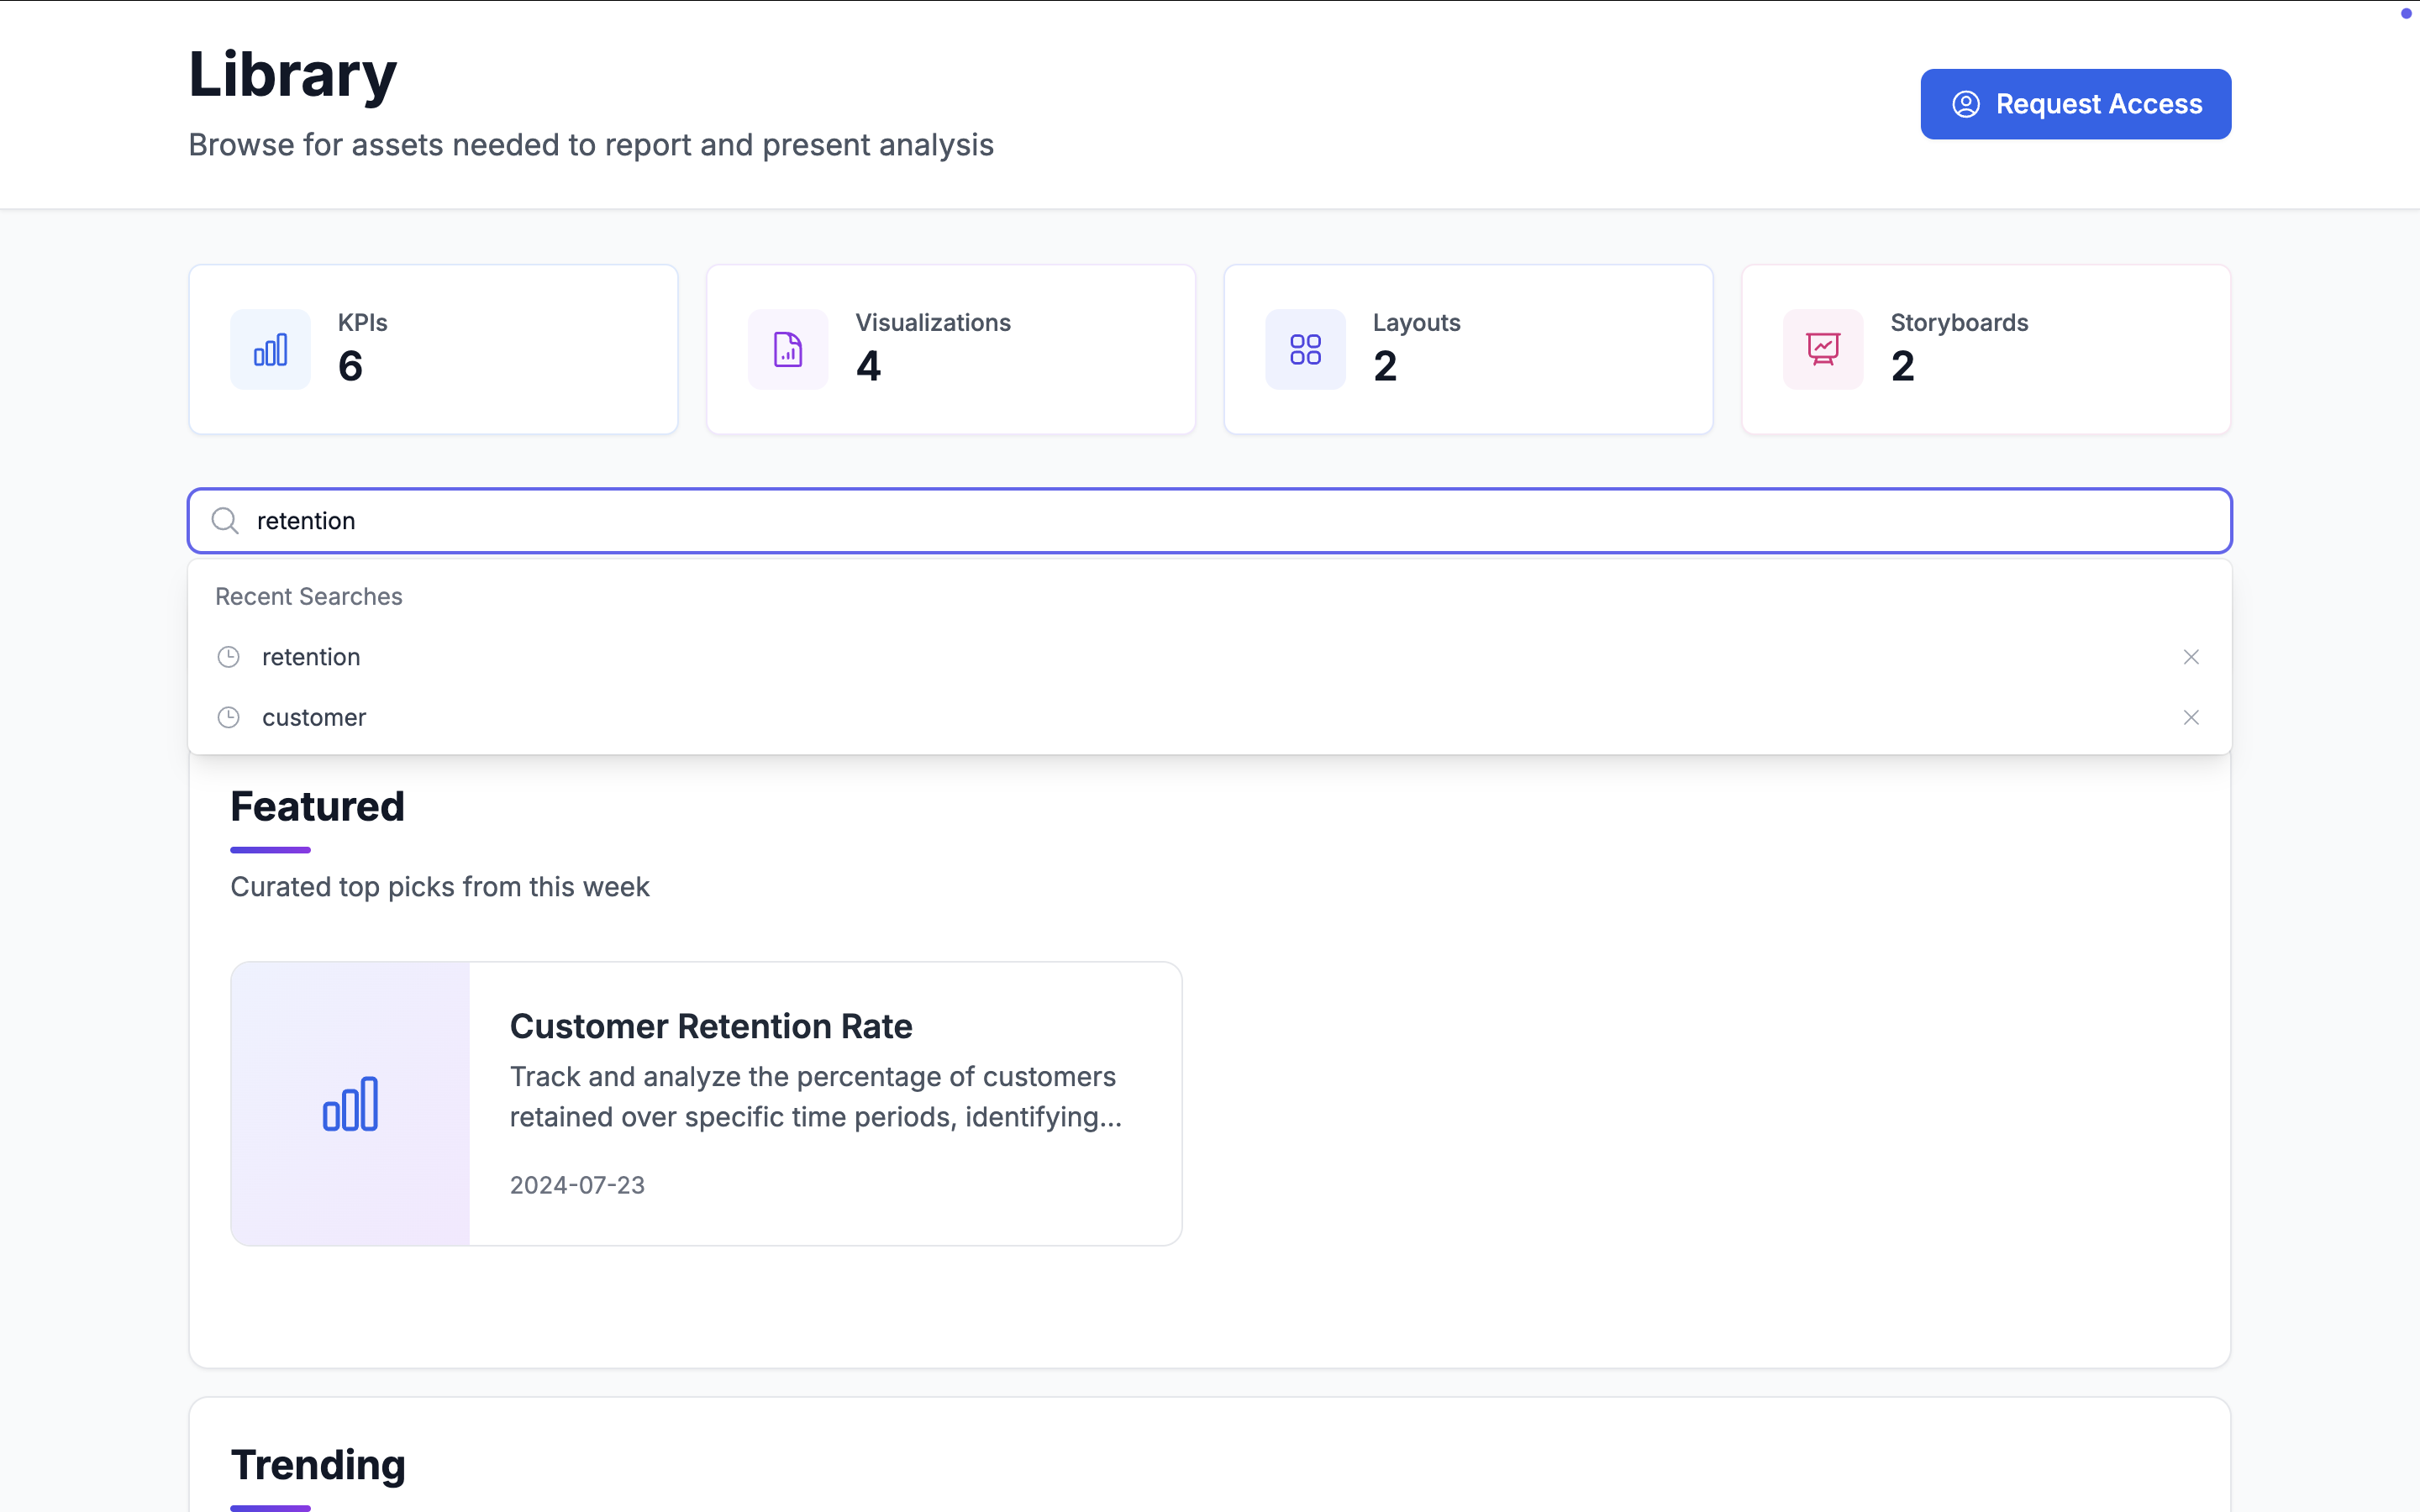 Library
Browse for assets needed to report and present analysis
Request Access
KPIs
6
Visualizations
4
Layouts
2
Storyboards
2
retention
Recent Searches
retention
customer
Featured
Curated top picks from this week
Customer Retention Rate
Track and analyze the percentage of customers
retained over specific time periods, identifying...
2024-07-23
Trending